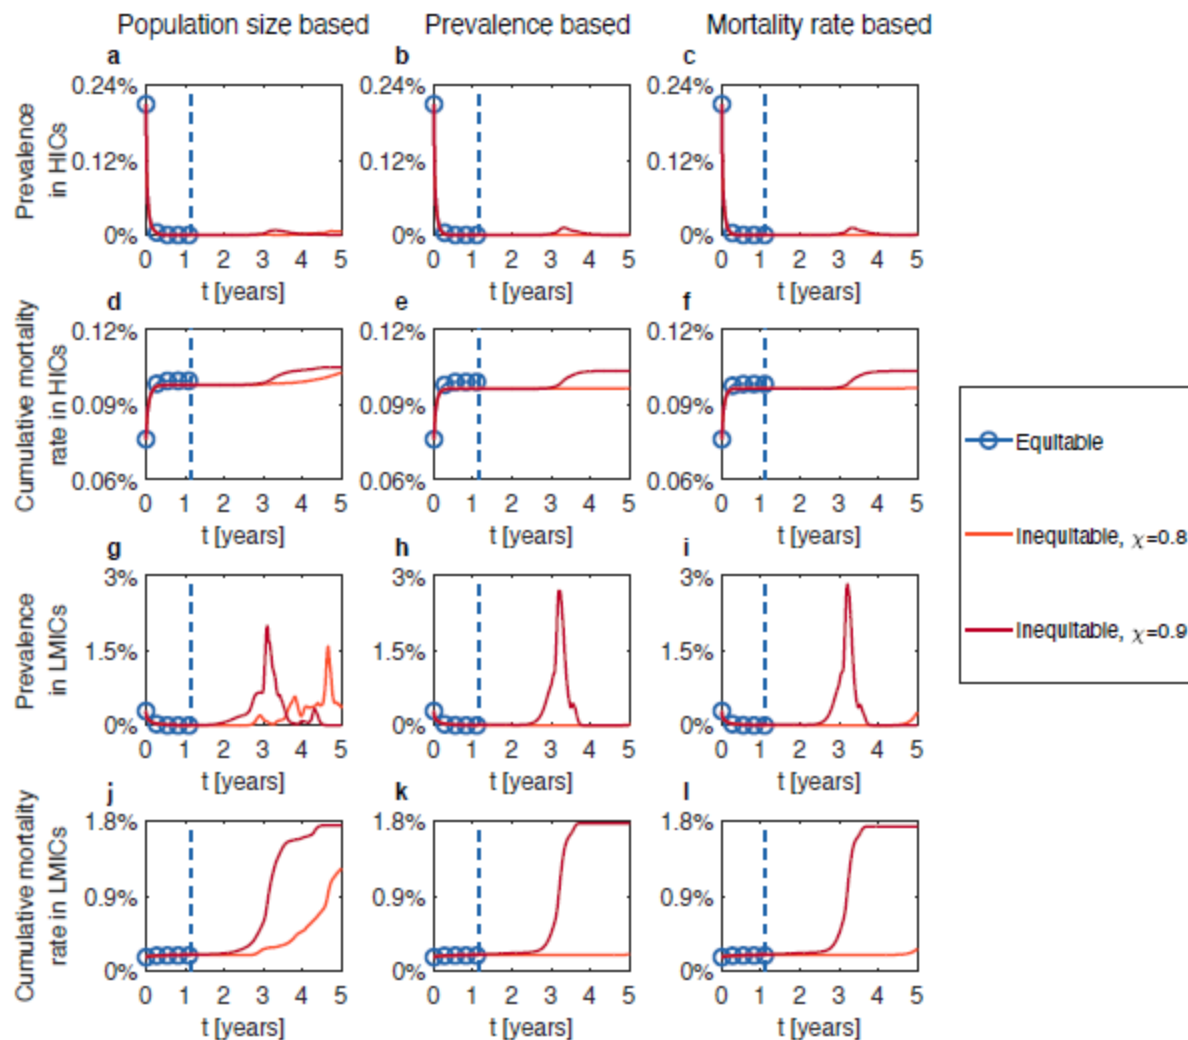 Population size based Prevalence based Mortality rate based
a b c
Prevalence
in HICs
0.24% 0.24% 0.24%
0.12% 0.12% 0.12%
0% 0% 0%
0 1 2 3 4 5 0 1 2 3 4 5 0 1 2 3 4 5
t [years] t [years] t [years]
d e f
Cumulative mortality
rate in HICs
0.12% 0.12% 0.12%
0.09% 0.09% 0.09%
0.06% 0.06% 0.06%
0 1 2 3 4 5 0 1 2 3 4 5 0 1 2 3 4 5
t [years] t [years] t [years]
g h i
Prevalence
in LMICs
3% 3% 3%
1.5% 1.5% 1.5%
0% 0% 0%
0 1 2 3 4 5 0 1 2 3 4 5 0 1 2 3 4 5
t [years] t [years] t [years]
j k l
Cumulative mortality
rate in LMICs
1.8% 1.8% 1.8%
0.9% 0.9% 0.9%
0% 0% 0%
0 1 2 3 4 5 0 1 2 3 4 5 0 1 2 3 4 5
t [years] t [years] t [years]
Equitable
Inequitable, χ=0.8
Inequitable, χ=0.9